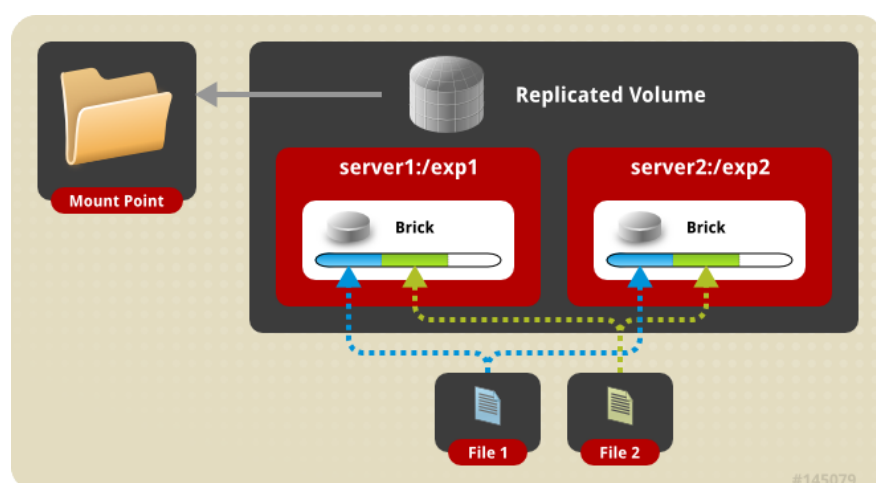 Replicated Volume
Mount Point
server1:/exp1
server2:/exp2
Brick
Brick
File 1
File 2
#145079